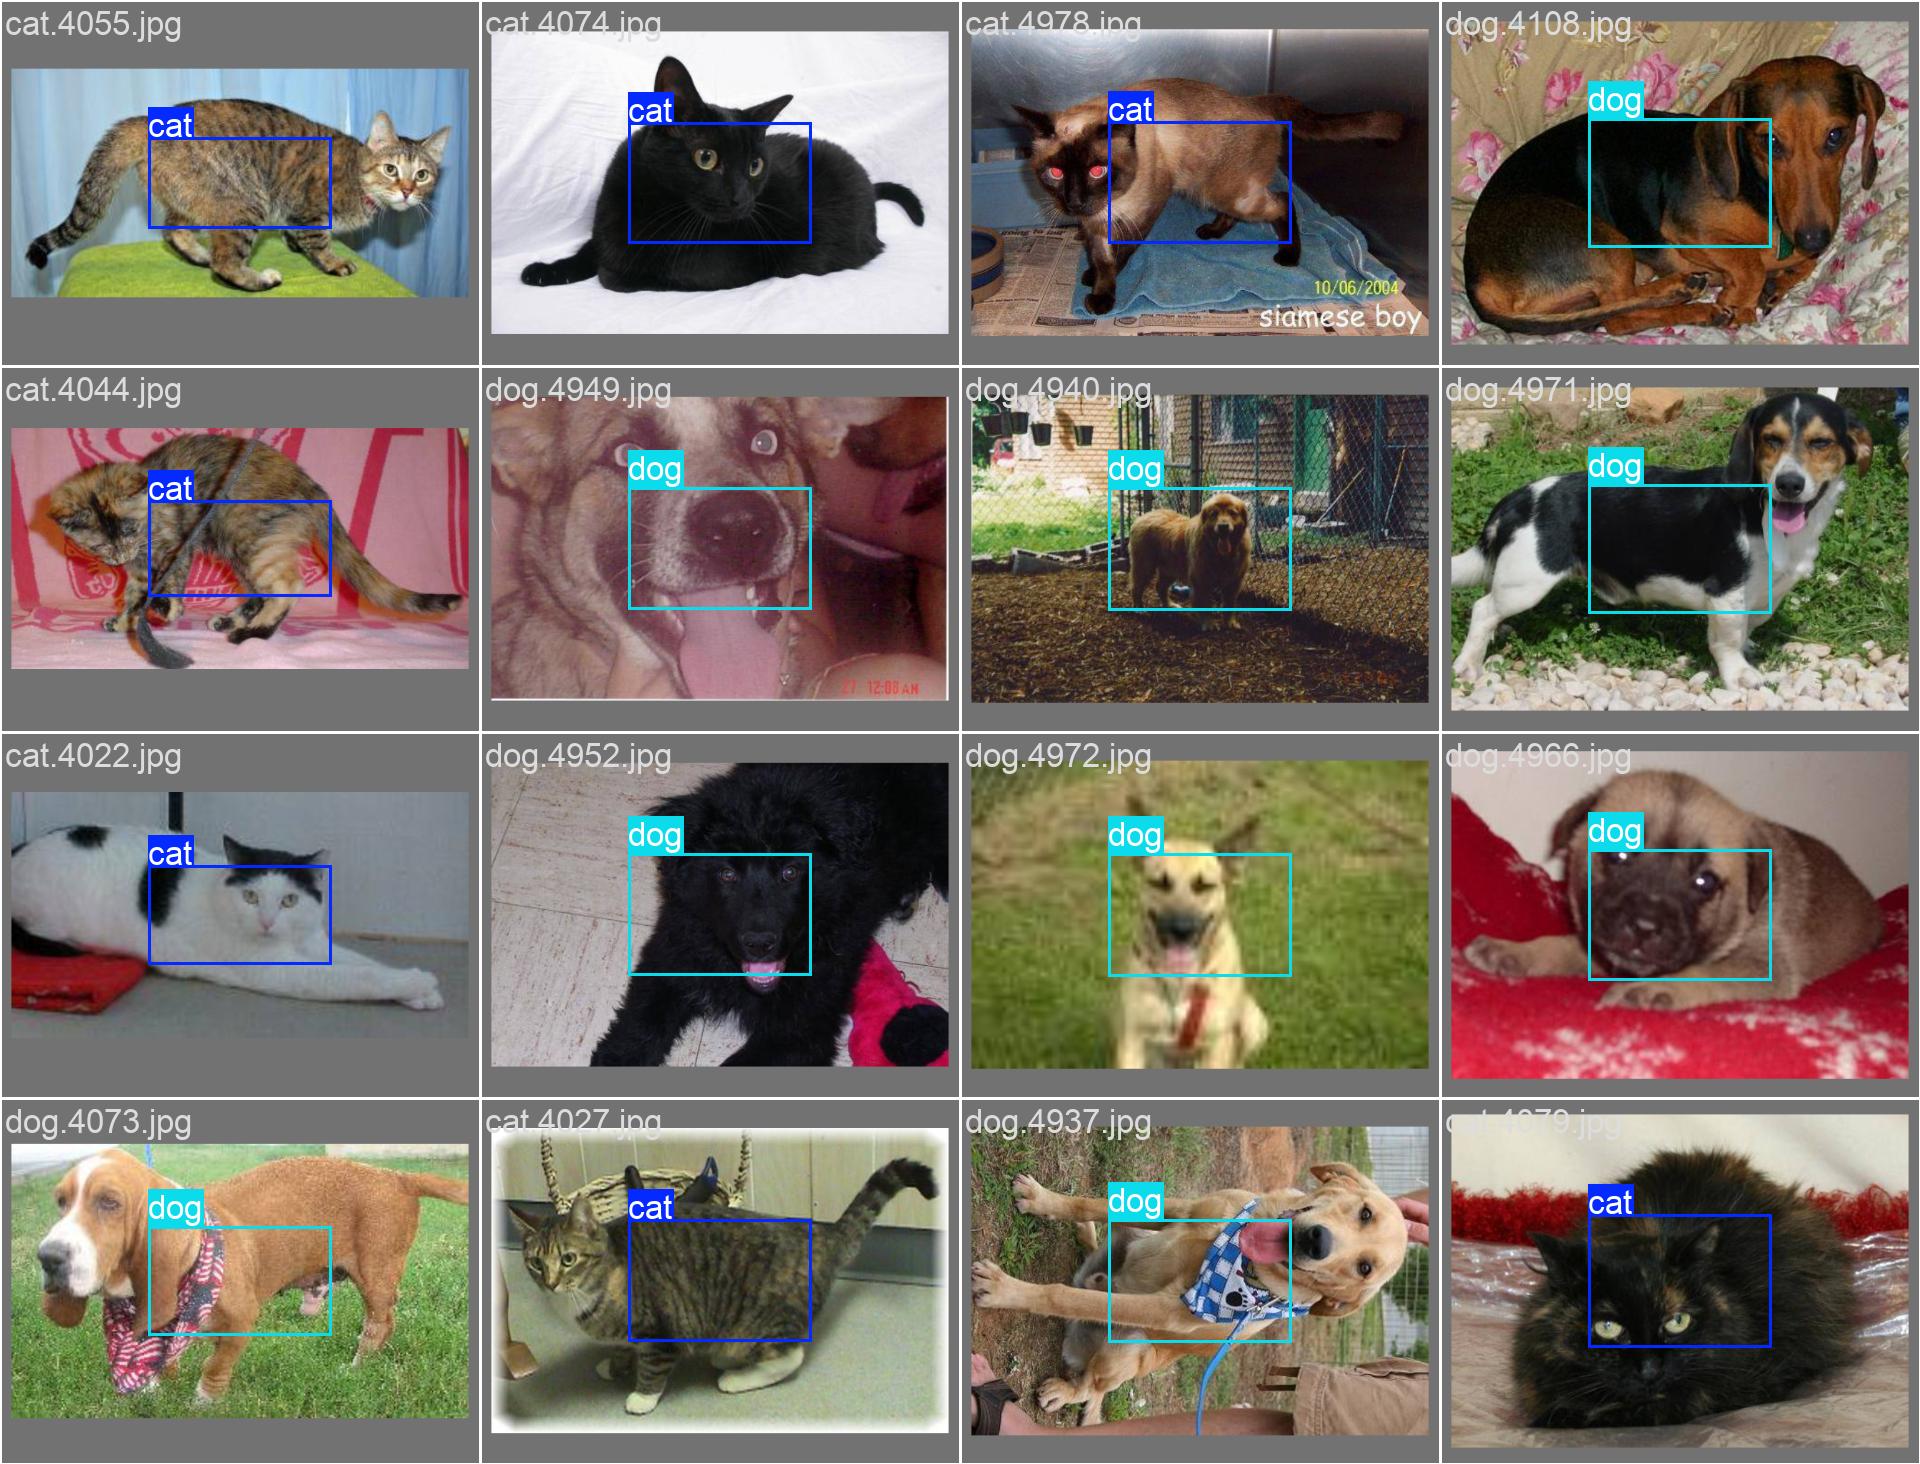 cat.4055.jpg
cat.4074.jpg
cat.4978.jpg
dog.4108.jpg
cat
cat
cat
dog
10/06/2004
siamese boy
cat.4044.jpg
dog.4949.jpg
dog.4940.jpg
dog.4971.jpg
cat
dog
dog
dog
27 12:08 AM
cat.4022.jpg
dog.4952.jpg
dog.4972.jpg
dog.4966.jpg
cat
dog
dog
dog
dog.4073.jpg
cat.4027.jpg
dog.4937.jpg
cat.4079.jpg
dog
cat
dog
cat